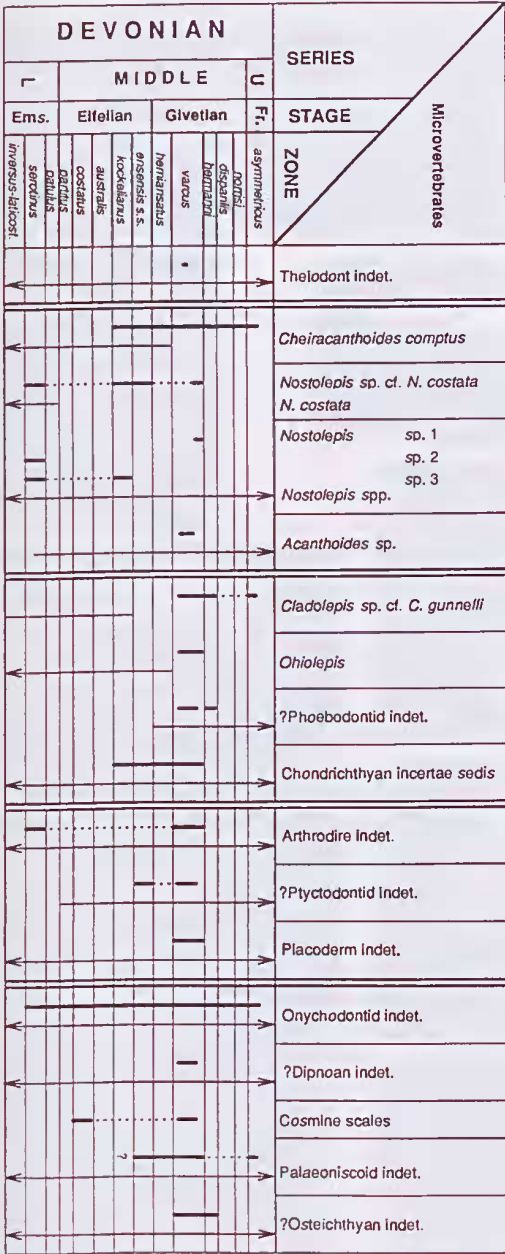 DEVONIAN
SERIES
L
MIDDLE
U
Ems.
Eifelian
Givetian
Fr.
STAGE
ZONE
Microvertebrates
inversus-laticost.
serotinus
patulus
partitus
costatus
australis
kockelianus
ensensis s.s.
hemiansatus
varcus
hermanni
dispariis
norrisi
asymmetricus
Thelodont indet.
Cheiracanthoides comptus
Nostolepis sp. cf. N. costata
N. costata
Nostolepis sp. 1
sp. 2
sp. 3
Nostolepis spp.
Acanthoides sp.
Cladolepis sp. cf. C. gunnelli
Ohiolepis
?Phoebodontid indet.
Chondrichthyan incertae sedis
Arthrodire indet.
?Ptyctodontid indet.
Placoderm indet.
Onychodontid indet.
?Dipnoan indet.
Cosmine scales
?
Palaeoniscoid indet.
?Osteichthyan indet.